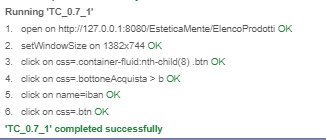 Running 'TC_0.7_1'
1. open on http://127.0.0.1:8080/EsteticaMente/ElencoProdotti OK
2. setWindowSize on 1382x744 OK
3. click on css=.container-fluid:nth-child(8) .btn OK
4. click on css=.bottoneAcquista > b OK
5. click on name=iban OK
6. click on css=.btn OK
'TC_0.7_1' completed successfully